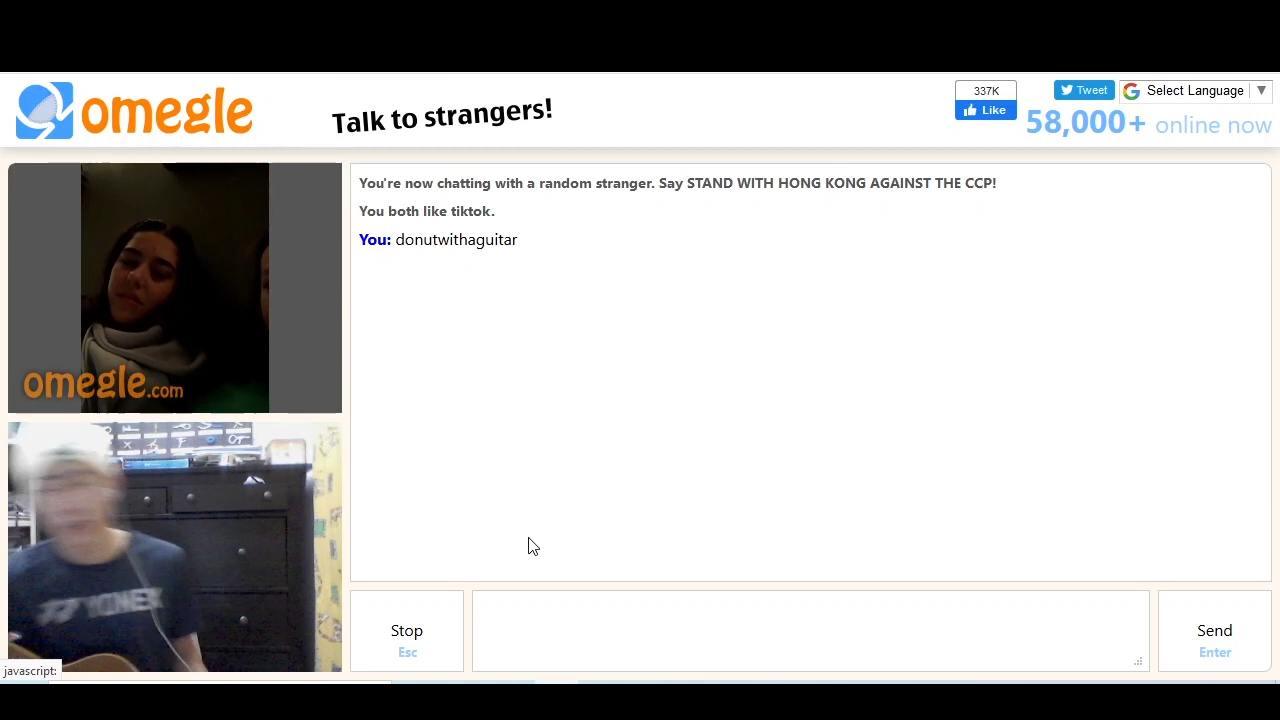 omegle
Talk to strangers!
337K
Like
Tweet
Select Language ▼
58,000+ online now
You're now chatting with a random stranger. Say STAND WITH HONG KONG AGAINST THE CCP!
You both like tiktok.
You: donutwithaguitar
omegle.com
YONEX
Stop
Esc
Send
Enter
javascript: